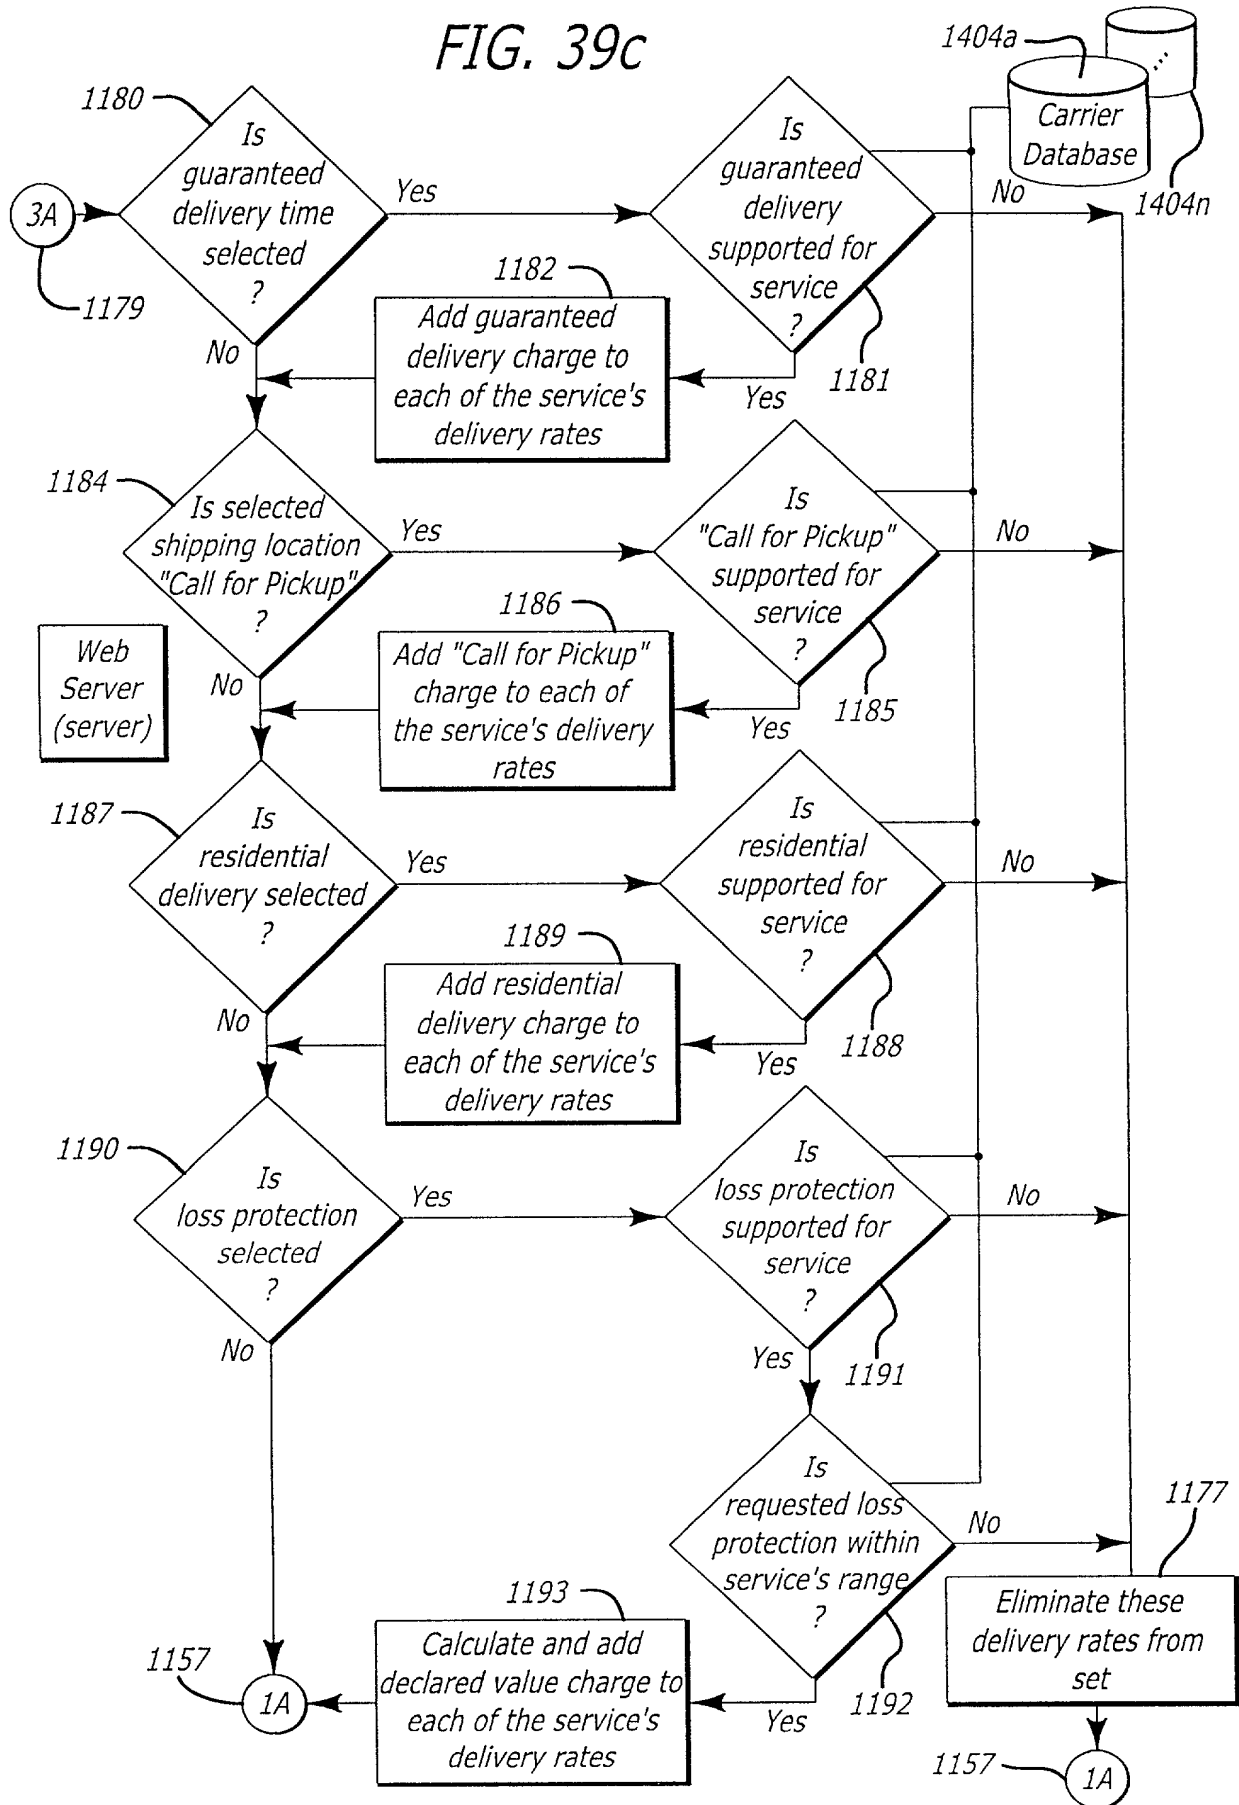 FIG. 39c
1404a
Carrier
Database
1404n
1180
Is
guaranteed
delivery time
selected
?
Yes
Is
guaranteed
delivery
supported for
service
?
No
3A
1179
1182
Add guaranteed
delivery charge to
each of the service's
delivery rates
No
Yes
1181
1184
Is selected
shipping location
"Call for Pickup"
?
Yes
Is
"Call for Pickup"
supported for
service
?
No
1186
Add "Call for Pickup"
charge to each of
the service's delivery
rates
Web
Server
(server)
No
Yes
1185
1187
Is
residential
delivery selected
?
Yes
Is
residential
supported for
service
?
No
1189
Add residential
delivery charge to
each of the service's
delivery rates
No
Yes
1188
1190
Is
loss protection
selected
?
Yes
Is
loss protection
supported for
service
?
No
No
Yes
1191
Is
requested loss
protection within
service's range
?
No
1177
Eliminate these
delivery rates from
set
1193
Calculate and add
declared value charge to
each of the service's
delivery rates
1157
1A
Yes
1192
1157
1A